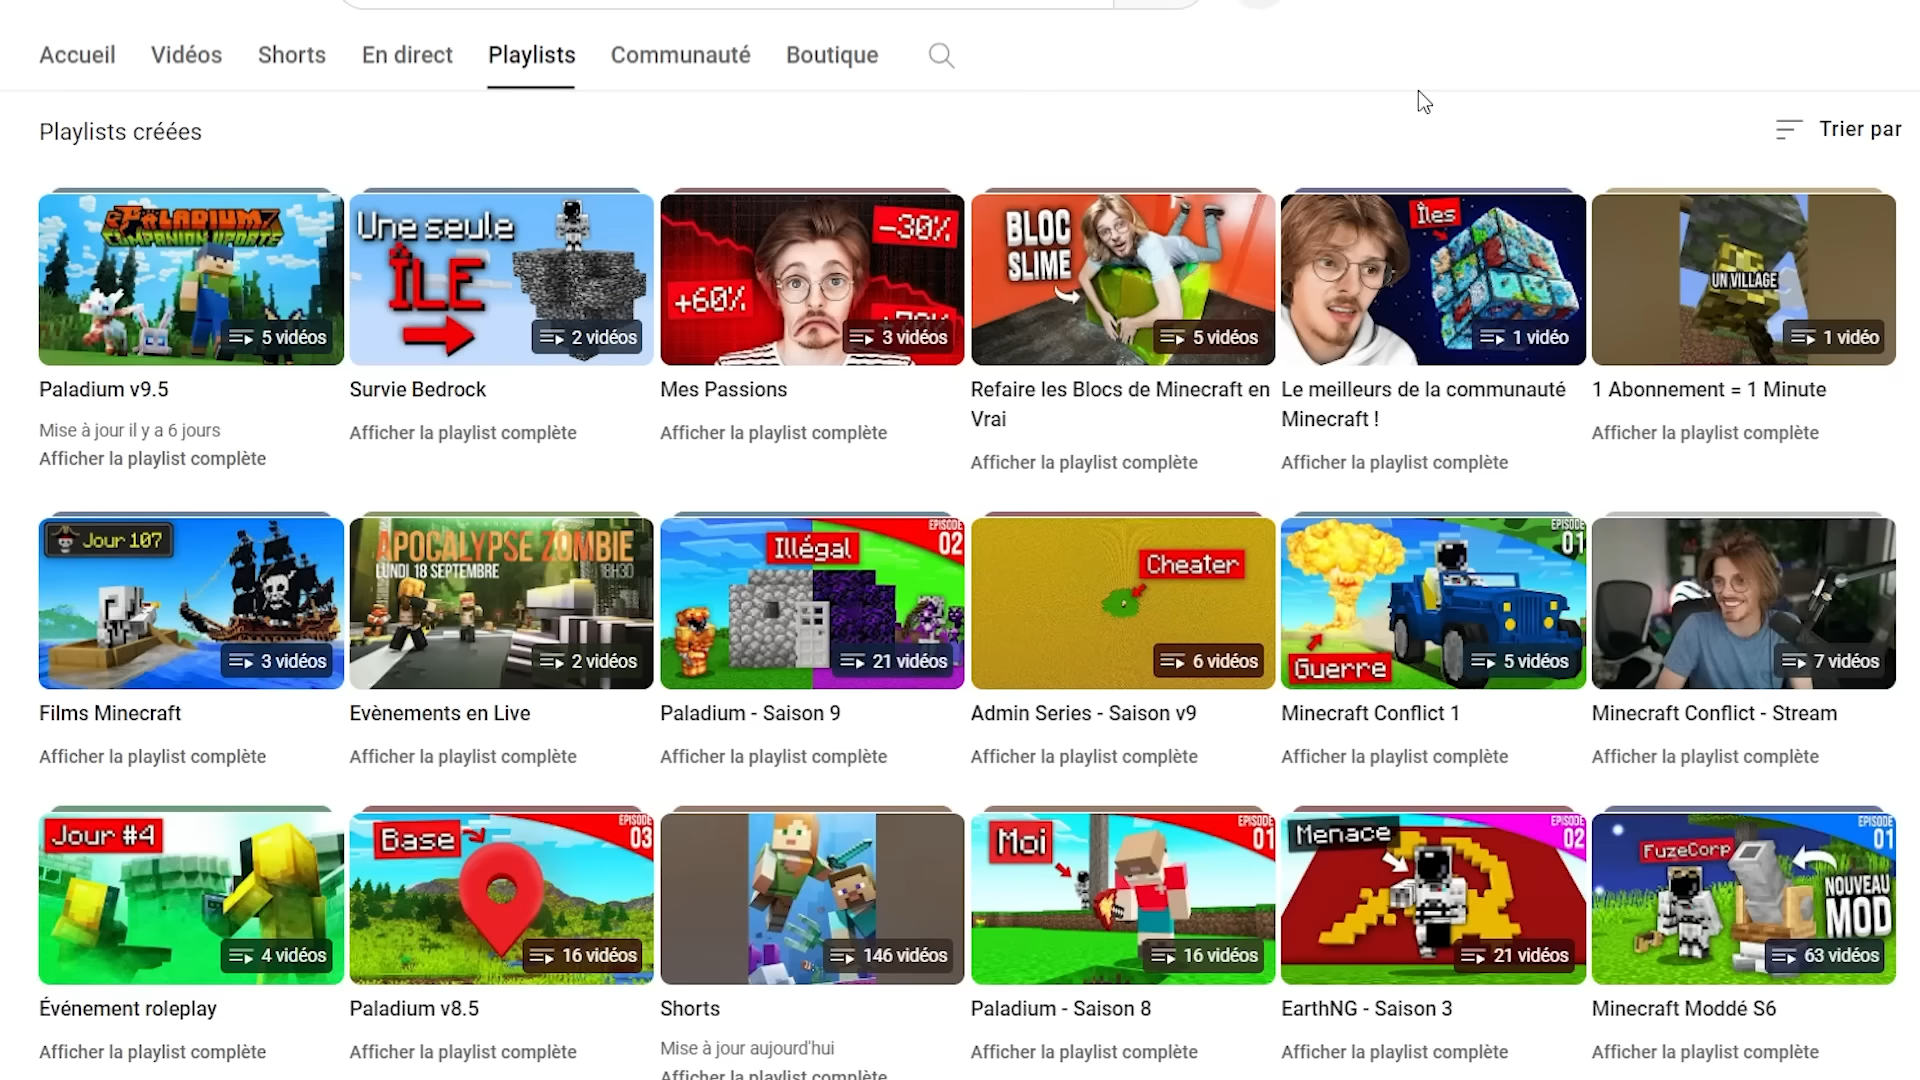 Accueil Vidéos Shorts En direct Playlists Communauté Boutique
Playlists créées
Trier par
PALADIUM
COMPANION UPDATE
5 vidéos
Une seule
ÎLE
2 vidéos
-30%
+60%
3 vidéos
BLOC
SLIME
5 vidéos
Îles
1 vidéo
UN VILLAGE
1 vidéo
Paladium v9.5
Mise à jour il y a 6 jours
Afficher la playlist complète
Survie Bedrock
Afficher la playlist complète
Mes Passions
Afficher la playlist complète
Refaire les Blocs de Minecraft en
Vrai
Afficher la playlist complète
Le meilleurs de la communauté
Minecraft !
Afficher la playlist complète
1 Abonnement = 1 Minute
Afficher la playlist complète
Jour 107
3 vidéos
APOCALYPSE ZOMBIE
LUNDI 18 SEPTEMBRE 18H30
2 vidéos
Illégal
EPISODE
02
21 vidéos
Cheater
6 vidéos
EPISODE
01
Guerre
5 vidéos
7 vidéos
Films Minecraft
Afficher la playlist complète
Evènements en Live
Afficher la playlist complète
Paladium - Saison 9
Afficher la playlist complète
Admin Series - Saison v9
Afficher la playlist complète
Minecraft Conflict 1
Afficher la playlist complète
Minecraft Conflict - Stream
Afficher la playlist complète
Jour #4
4 vidéos
Base
EPISODE
03
16 vidéos
146 vidéos
Moi
EPISODE
01
16 vidéos
Menace
EPISODE
02
21 vidéos
FuzeCorp
EPISODE
01
NOUVEAU
MOD
63 vidéos
Événement roleplay
Afficher la playlist complète
Paladium v8.5
Afficher la playlist complète
Shorts
Mise à jour aujourd'hui
Afficher la playlist complète
Paladium - Saison 8
Afficher la playlist complète
EarthNG - Saison 3
Afficher la playlist complète
Minecraft Moddé S6
Afficher la playlist complète